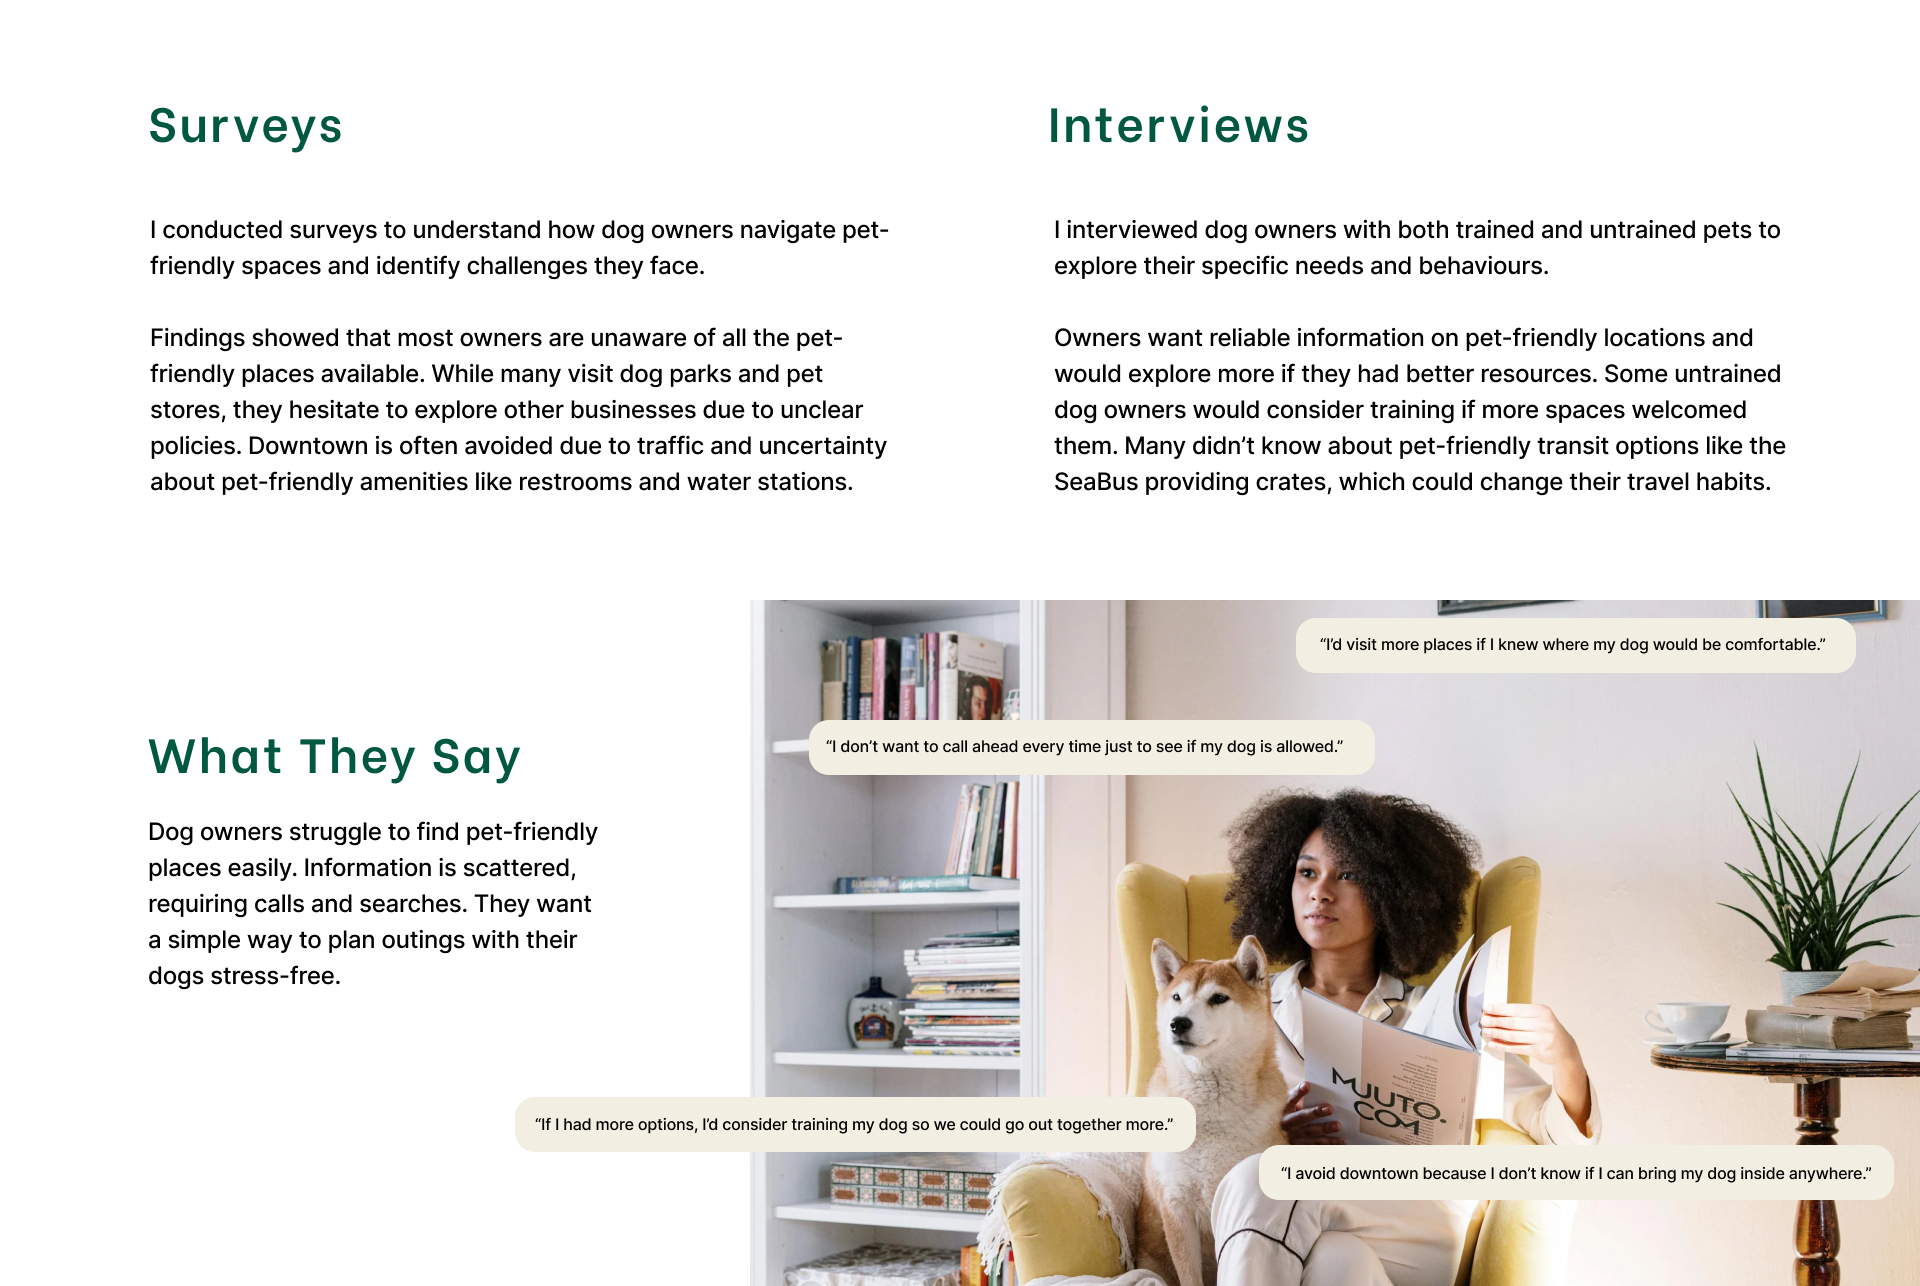 Surveys
I conducted surveys to understand how dog owners navigate pet-
friendly spaces and identify challenges they face.
Findings showed that most owners are unaware of all the pet-
friendly places available. While many visit dog parks and pet
stores, they hesitate to explore other businesses due to unclear
policies. Downtown is often avoided due to traffic and uncertainty
about pet-friendly amenities like restrooms and water stations.
Interviews
I interviewed dog owners with both trained and untrained pets to
explore their specific needs and behaviours.
Owners want reliable information on pet-friendly locations and
would explore more if they had better resources. Some untrained
dog owners would consider training if more spaces welcomed
them. Many didn’t know about pet-friendly transit options like the
SeaBus providing crates, which could change their travel habits.
What They Say
Dog owners struggle to find pet-friendly
places easily. Information is scattered,
requiring calls and searches. They want
a simple way to plan outings with their
dogs stress-free.
“I’d visit more places if I knew where my dog would be comfortable.”
“I don’t want to call ahead every time just to see if my dog is allowed.”
MUUTO.
COM
“If I had more options, I’d consider training my dog so we could go out together more.”
“I avoid downtown because I don’t know if I can bring my dog inside anywhere.”